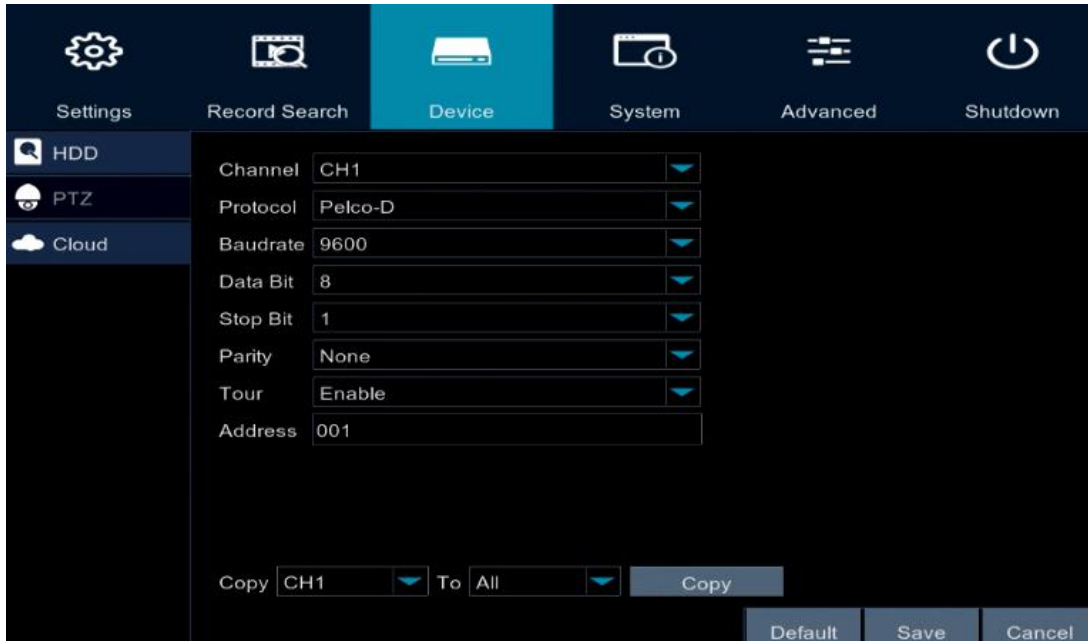 Settings Record Search Device System Advanced Shutdown
HDD
PTZ
Cloud
Channel CH1
Protocol Pelco-D
Baudrate 9600
Data Bit 8
Stop Bit 1
Parity None
Tour Enable
Address 001
Copy CH1 To All Copy
Default Save Cancel